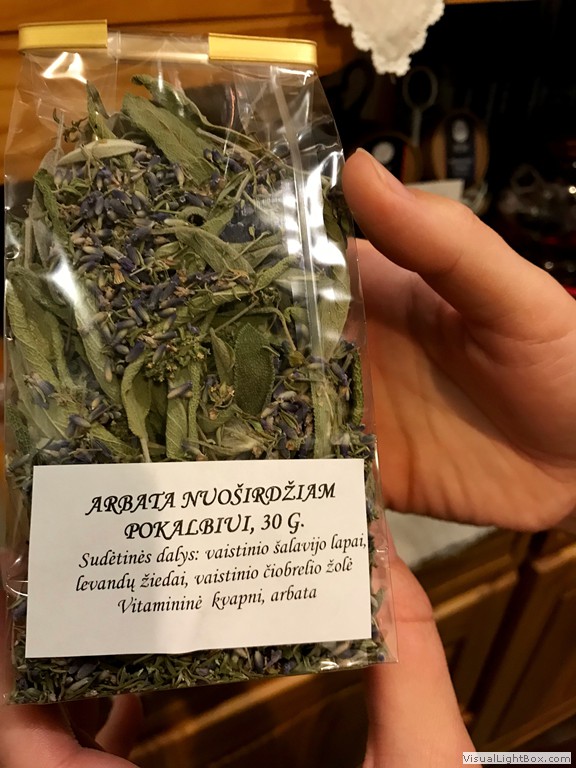 ARBATA NUOŠIRDŽIAM
POKALBIUI, 30 G.
Sudėtinės dalys: vaistinio šalavijo lapai,
levandų žiedai, vaistinio čiobrelio žolė
Vitamininė kvapni, arbata
VisualLightBox.com